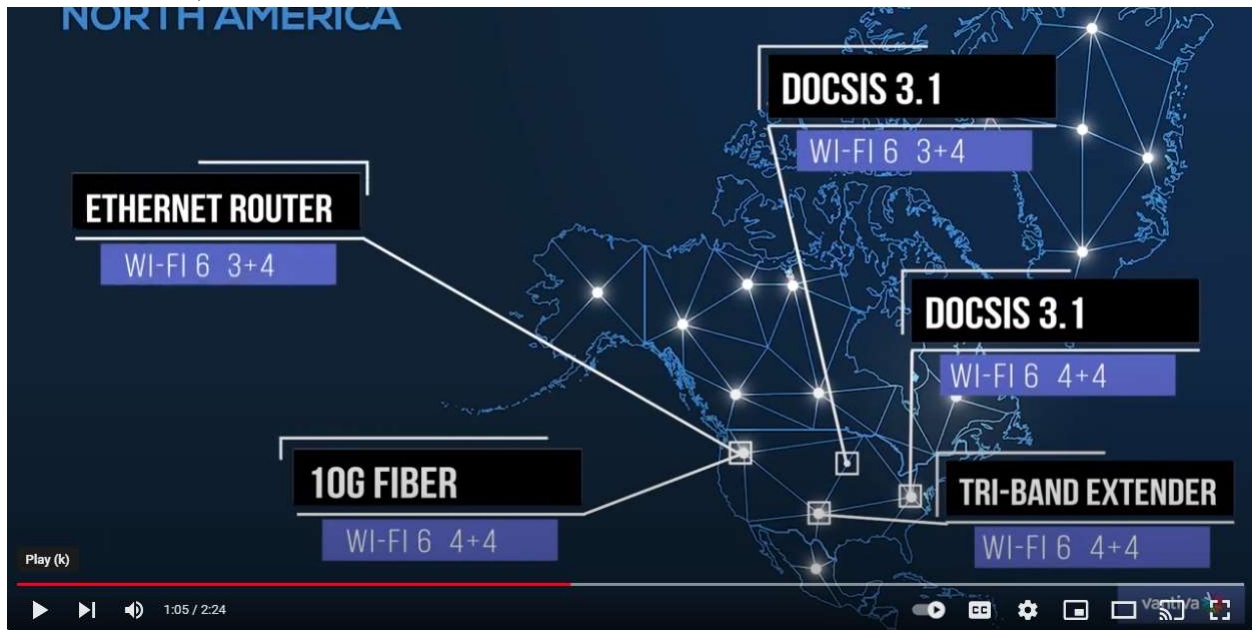 NORTH AMERICA
DOCSIS 3.1
WI-FI 6 3+4
ETHERNET ROUTER
WI-FI 6 3+4
DOCSIS 3.1
WI-FI 6 4+4
10G FIBER
WI-FI 6 4+4
TRI-BAND EXTENDER
WI-FI 6 4+4
Play (k)
1:05 / 2:24
CC
vantiva